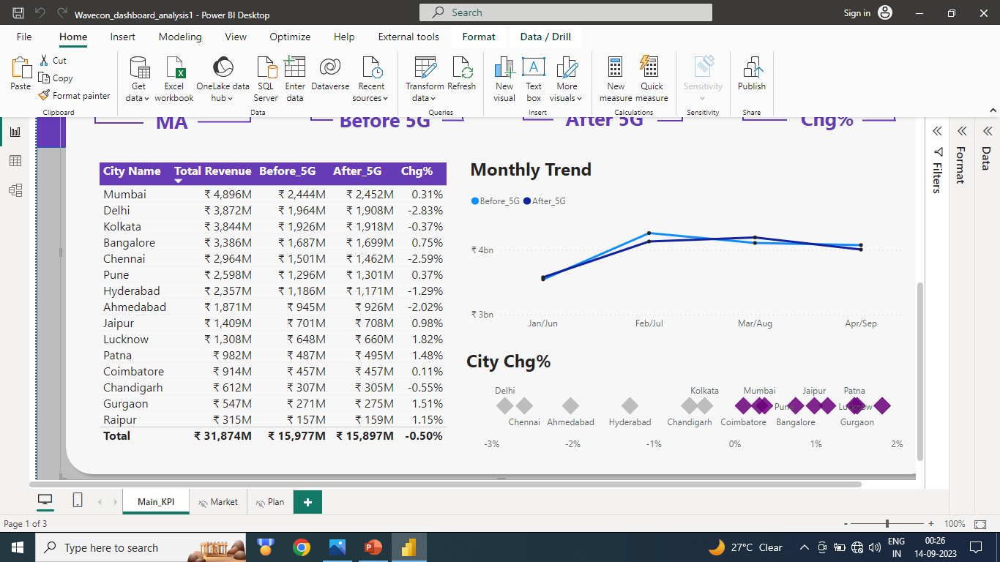 Wavecon_dashboard_analysis1 - Power BI Desktop
Search
Sign in
File Home Insert Modeling View Optimize Help External tools Format Data / Drill
Paste
Cut
Copy
Format painter
Get data
Excel workbook
OneLake data hub
SQL Server
Enter data
Dataverse
Recent sources
Transform data
Refresh
New visual
Text box
More visuals
New measure
Quick measure
Sensitivity
Publish
Clipboard Data Queries Insert Calculations Sensitivity Share
MA Before 5G After 5G Chg%
City Name Total Revenue Before_5G After_5G Chg%
Mumbai ₹ 4,896M ₹ 2,444M ₹ 2,452M 0.31%
Delhi ₹ 3,872M ₹ 1,964M ₹ 1,908M -2.83%
Kolkata ₹ 3,844M ₹ 1,926M ₹ 1,918M -0.37%
Bangalore ₹ 3,386M ₹ 1,687M ₹ 1,699M 0.75%
Chennai ₹ 2,964M ₹ 1,501M ₹ 1,462M -2.59%
Pune ₹ 2,598M ₹ 1,296M ₹ 1,301M 0.37%
Hyderabad ₹ 2,357M ₹ 1,186M ₹ 1,171M -1.29%
Ahmedabad ₹ 1,871M ₹ 945M ₹ 926M -2.02%
Jaipur ₹ 1,409M ₹ 701M ₹ 708M 0.98%
Lucknow ₹ 1,308M ₹ 648M ₹ 660M 1.82%
Patna ₹ 982M ₹ 487M ₹ 495M 1.48%
Coimbatore ₹ 914M ₹ 457M ₹ 457M 0.11%
Chandigarh ₹ 612M ₹ 307M ₹ 305M -0.55%
Gurgaon ₹ 547M ₹ 271M ₹ 275M 1.51%
Raipur ₹ 315M ₹ 157M ₹ 159M 1.15%
Total ₹ 31,874M ₹ 15,977M ₹ 15,897M -0.50%
Monthly Trend
Before_5G After_5G
₹ 4bn
₹ 3bn
Jan/Jun Feb/Jul Mar/Aug Apr/Sep
City Chg%
Delhi Kolkata Mumbai Jaipur Patna
Pune Lucknow
Chennai Ahmedabad Hyderabad Chandigarh Coimbatore Bangalore Gurgaon
-3% -2% -1% 0% 1% 2%
Filters
Format
Data
Main_KPI Market Plan
Page 1 of 3
- + 100%
Type here to search
27°C Clear
ENG
IN
00:26
14-09-2023